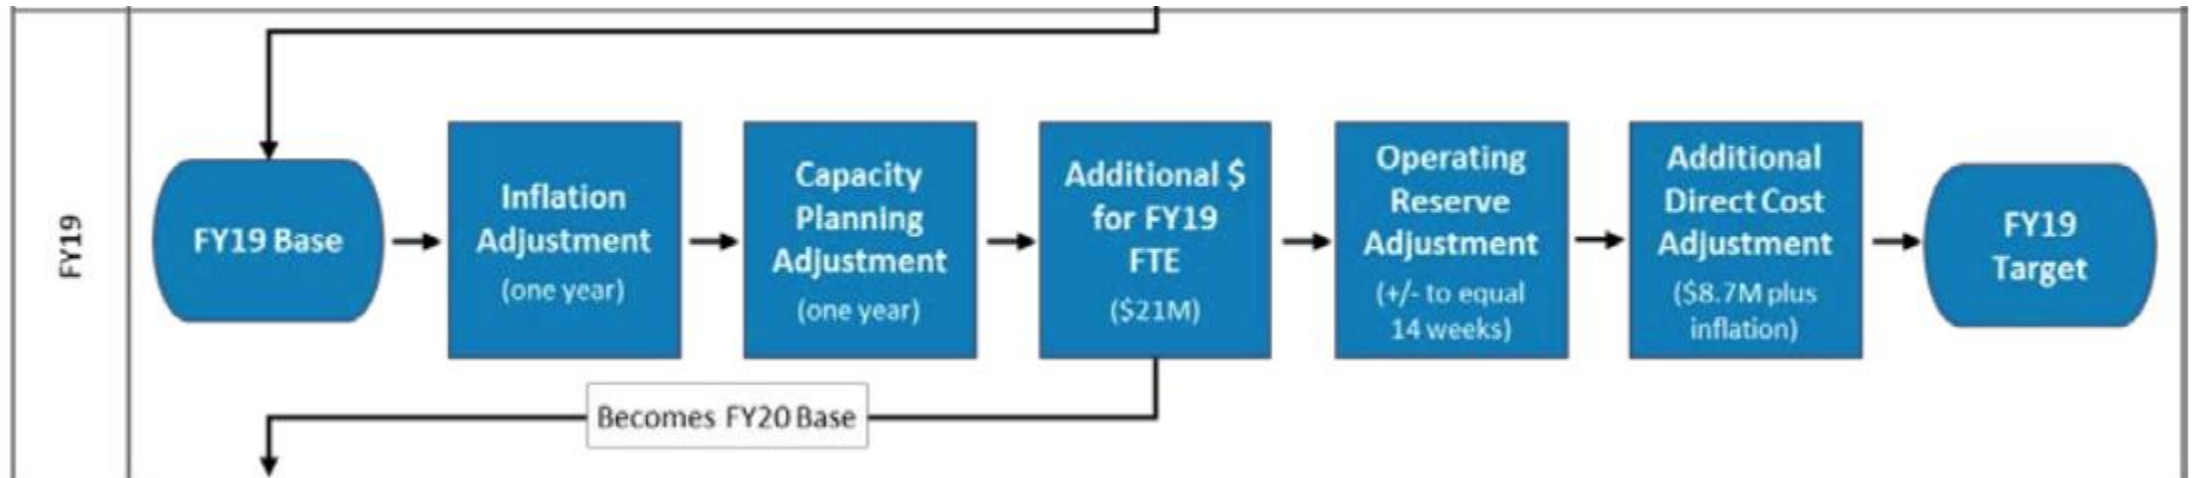 FY19
FY19 Base
Inflation
Adjustment
(one year)
Capacity
Planning
Adjustment
(one year)
Additional $
for FY19
FTE
($21M)
Operating
Reserve
Adjustment
(+/- to equal
14 weeks)
Additional
Direct Cost
Adjustment
($8.7M plus
inflation)
FY19
Target
Becomes FY20 Base